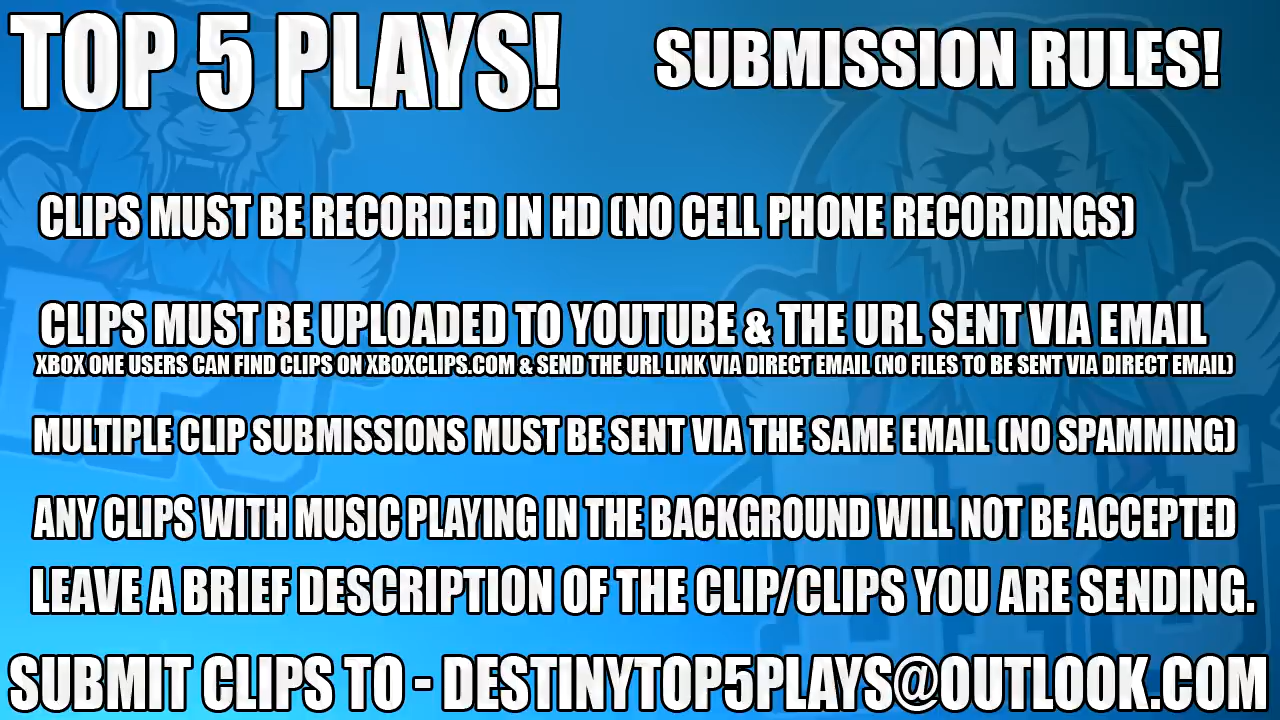 TOP 5 PLAYS!
SUBMISSION RULES!
CLIPS MUST BE RECORDED IN HD (NO CELL PHONE RECORDINGS)
CLIPS MUST BE UPLOADED TO YOUTUBE & THE URL SENT VIA EMAIL
XBOX ONE USERS CAN FIND CLIPS ON XBOXCLIPS.COM & SEND THE URL LINK VIA DIRECT EMAIL (NO FILES TO BE SENT VIA DIRECT EMAIL)
MULTIPLE CLIP SUBMISSIONS MUST BE SENT VIA THE SAME EMAIL (NO SPAMMING)
ANY CLIPS WITH MUSIC PLAYING IN THE BACKGROUND WILL NOT BE ACCEPTED
LEAVE A BRIEF DESCRIPTION OF THE CLIP/CLIPS YOU ARE SENDING.
SUBMIT CLIPS TO - DESTINYTOP5PLAYS@OUTLOOK.COM